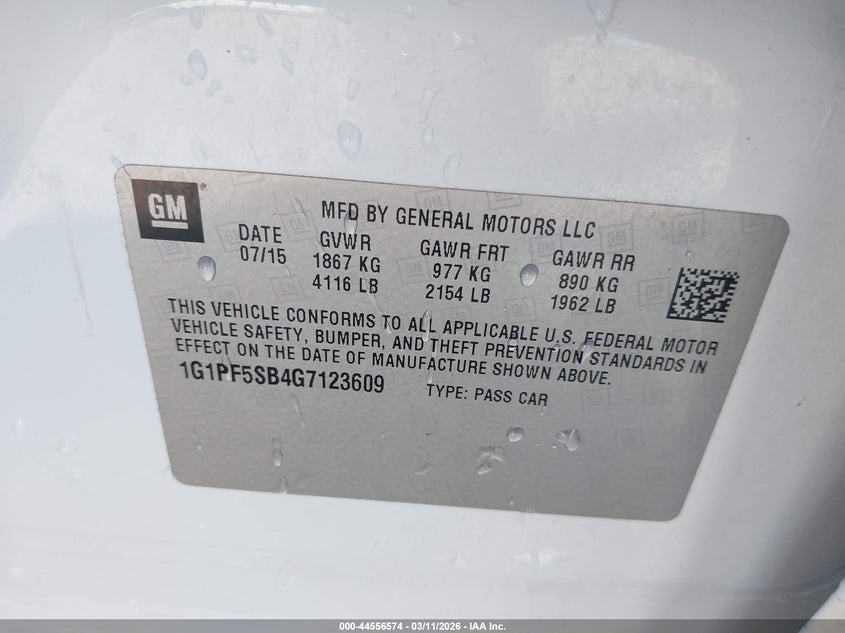 GM®
MFD BY GENERAL MOTORS LLC
DATE GVWR GAWR FRT GAWR RR
07/15 1867 KG 977 KG 890 KG
4116 LB 2154 LB 1962 LB
THIS VEHICLE CONFORMS TO ALL APPLICABLE U.S. FEDERAL MOTOR
VEHICLE SAFETY, BUMPER, AND THEFT PREVENTION STANDARDS IN
EFFECT ON THE DATE OF MANUFACTURE SHOWN ABOVE.
1G1PF5SB4G7123609 TYPE: PASS CAR
000-44556574 | 03/11/2026 - IAA Inc.